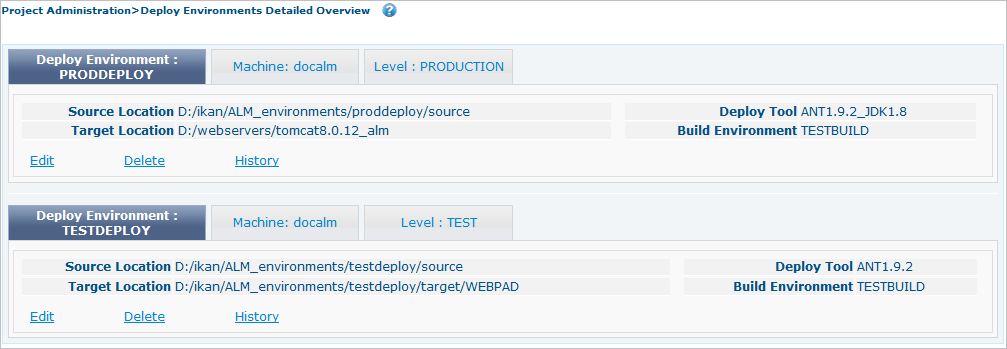 Project Administration>Deploy Environments Detailed Overview ?
Deploy Environment : PRODDEPLOY
Machine: docalm
Level : PRODUCTION
Source Location D:/ikan/ALM_environments/proddeploy/source
Deploy Tool ANT1.9.2_JDK1.8
Target Location D:/webservers/tomcat8.0.12_alm
Build Environment TESTBUILD
Edit Delete History
Deploy Environment : TESTDEPLOY
Machine: docalm
Level : TEST
Source Location D:/ikan/ALM_environments/testdeploy/source
Deploy Tool ANT1.9.2
Target Location D:/ikan/ALM_environments/testdeploy/target/WEBPAD
Build Environment TESTBUILD
Edit Delete History